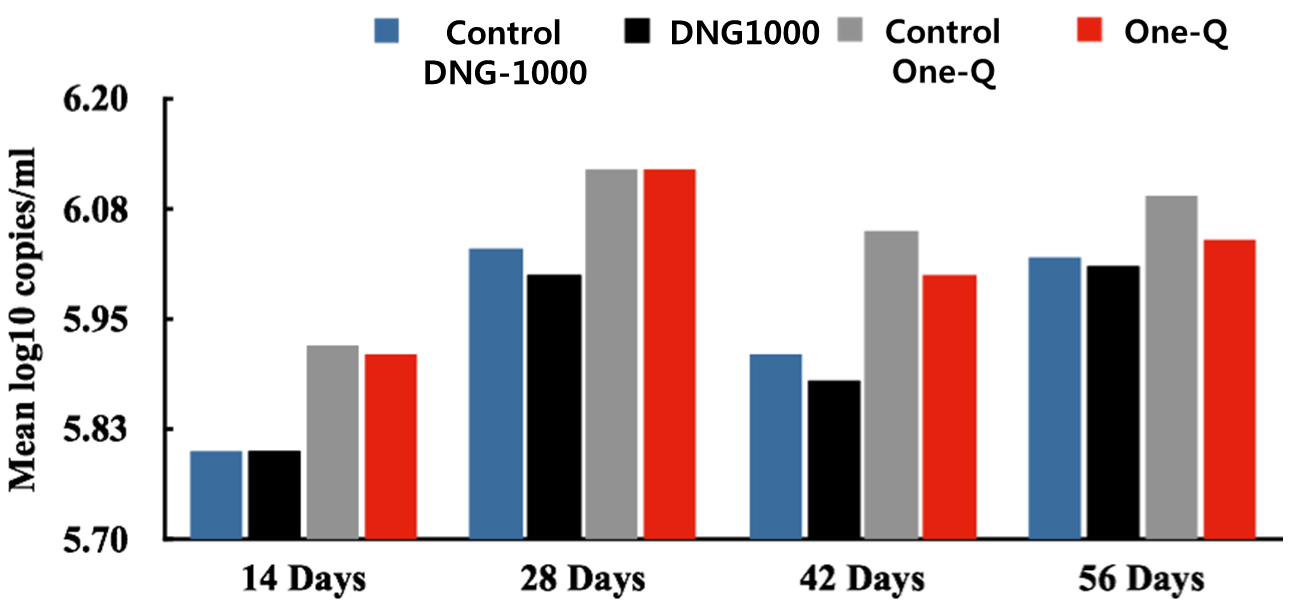 Control
DNG-1000
DNG1000
Control
One-Q
One-Q
Mean log10 copies/ml
6.20
6.08
5.95
5.83
5.70
14 Days
28 Days
42 Days
56 Days